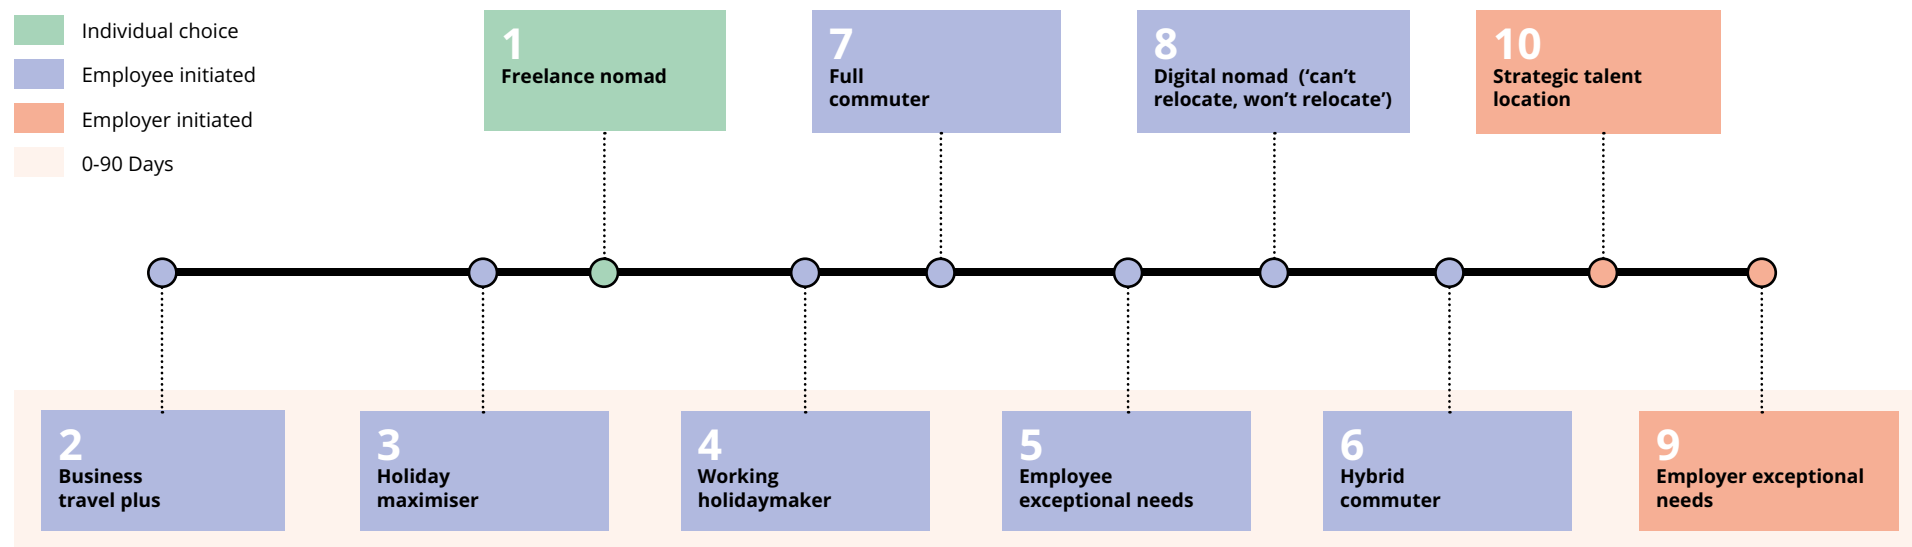 Individual choice
Employee initiated
Employer initiated
0-90 Days
1
Freelance nomad
7
Full
commuter
8
Digital nomad  (‘can’t
relocate, won’t relocate’)
10
Strategic talent
location
2
Business
travel plus
3
Holiday
maximiser
4
Working
holidaymaker
5
Employee
exceptional needs
6
Hybrid
commuter
9
Employer exceptional
needs